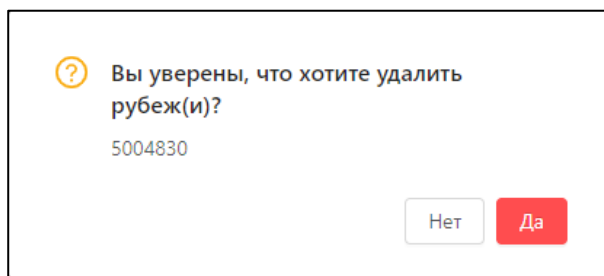 Вы уверены, что хотите удалить
рубеж(и)?
5004830
Нет Да